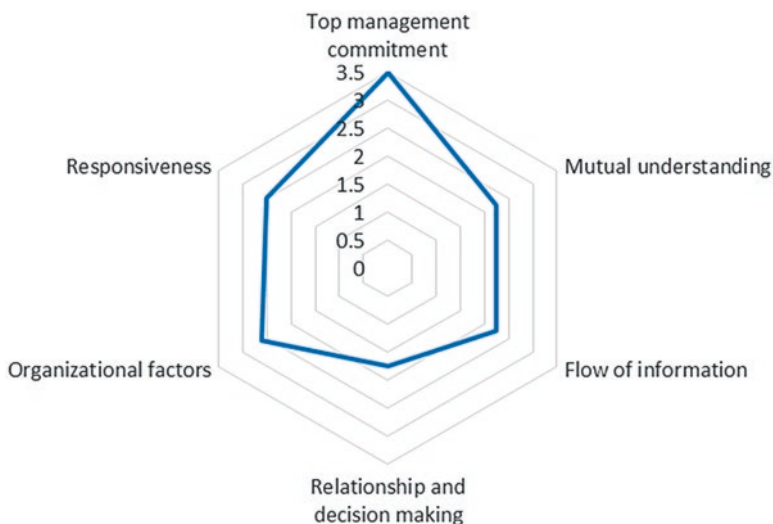 Top management
commitment
3.5
3
2.5
2
1.5
1
0.5
0
Responsiveness
Mutual understanding
Organizational factors
Flow of information
Relationship and
decision making